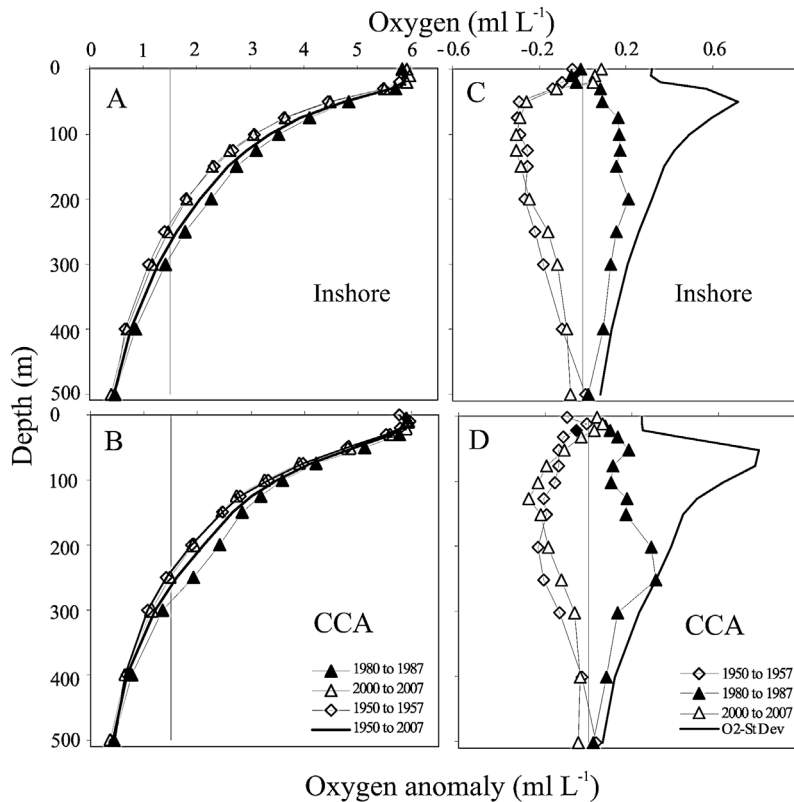 Oxygen (ml L-1)
0 1 2 3 4 5 6
-0.6 -0.2 0.2 0.6
0
100
200
300
400
500
A
Inshore
C
Inshore
Depth (m)
0
100
200
300
400
500
B
CCA
1980 to 1987
2000 to 2007
1950 to 1957
1950 to 2007
D
CCA
1950 to 1957
1980 to 1987
2000 to 2007
O2-St Dev
Oxygen anomaly (ml L-1)